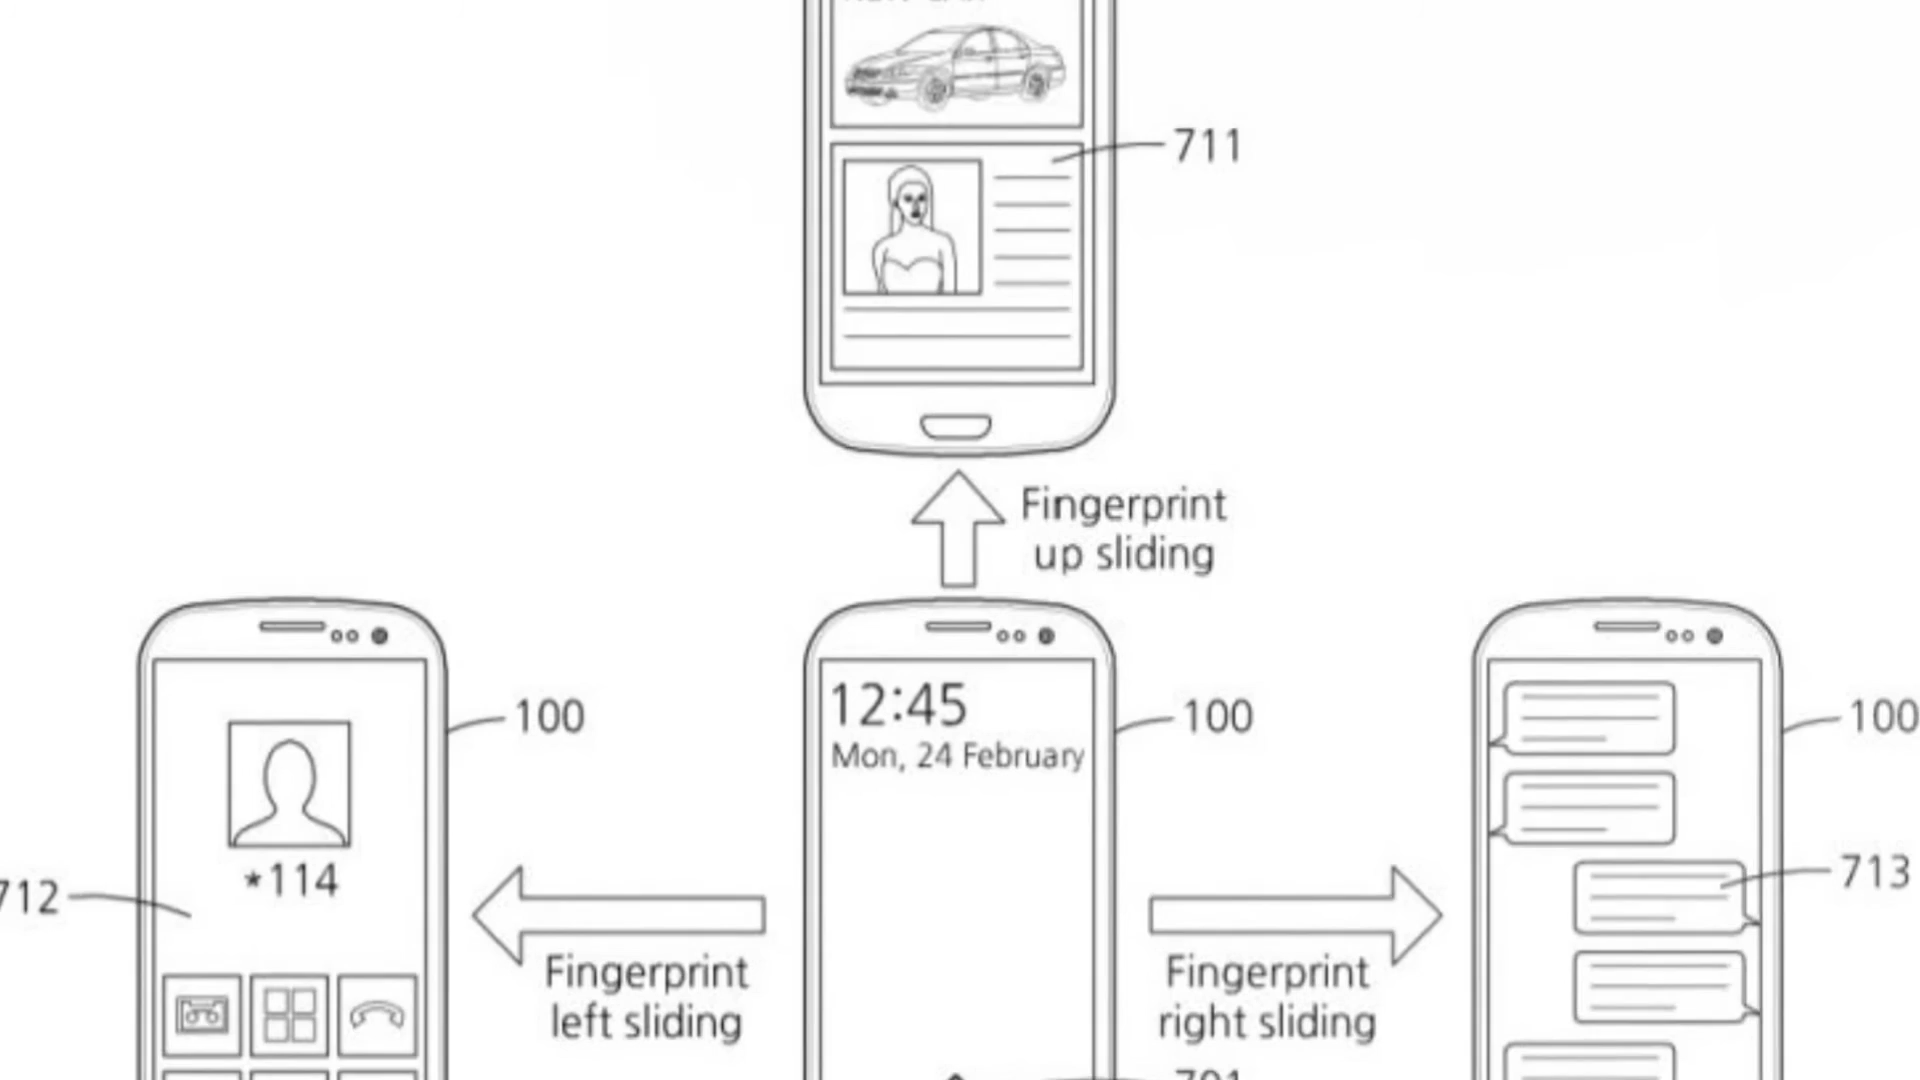 711
Fingerprint
up sliding
100
12:45
Mon, 24 February
100
100
*114
712
713
Fingerprint
left sliding
Fingerprint
right sliding